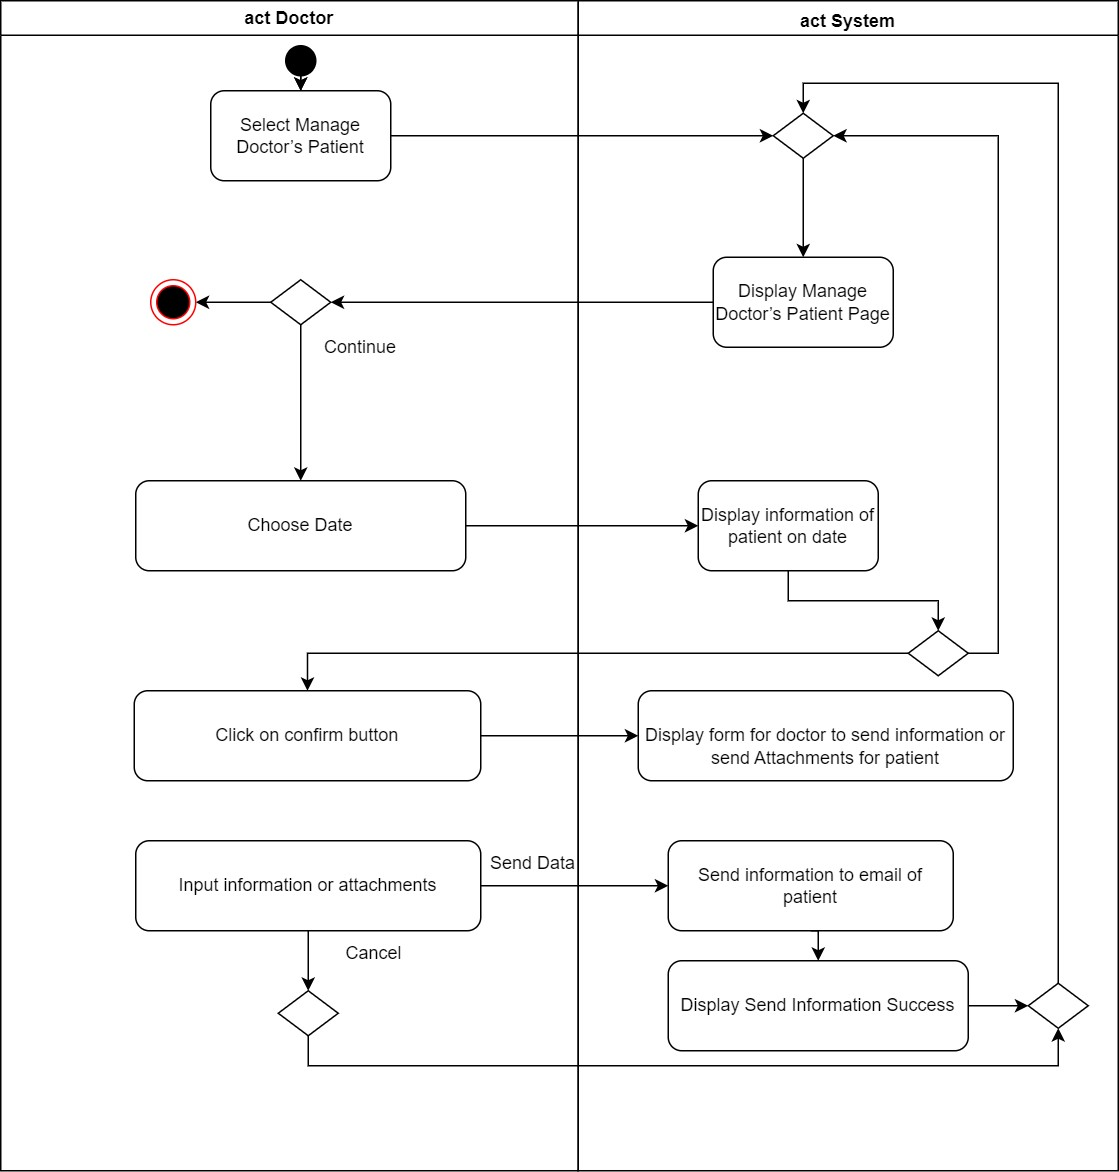 act Doctor
act System
Select Manage
Doctor's Patient
Display Manage
Doctor's Patient Page
Continue
Choose Date
Display information of
patient on date
Click on confirm button
Display form for doctor to send information or
send Attachments for patient
Input information or attachments
Send Data
Send information to email of
patient
Cancel
Display Send Information Success